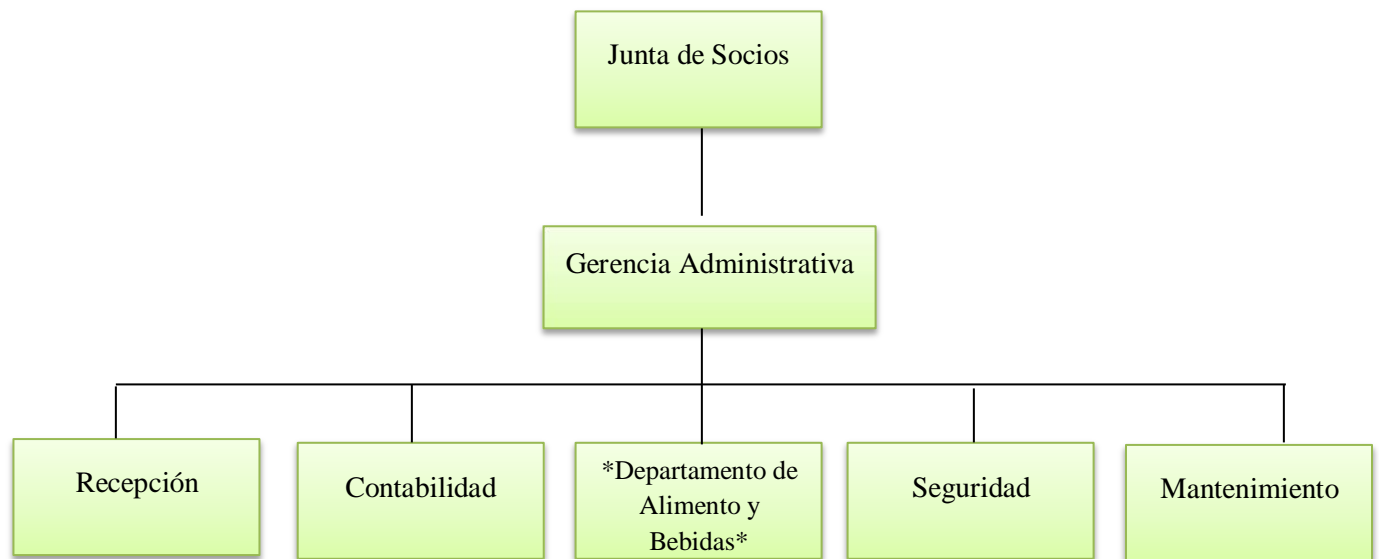 Junta de Socios
Gerencia Administrativa
Recepción
Contabilidad
*Departamento de
Alimento y
Bebidas*
Seguridad
Mantenimiento